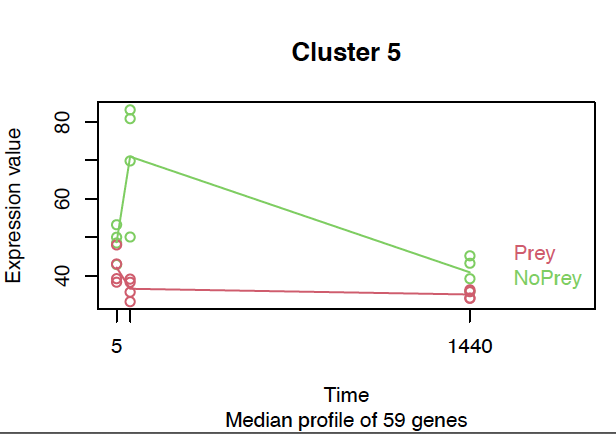 Cluster 5
Expression value
80
60
40
Prey
NoPrey
5 1440
Time
Median profile of 59 genes